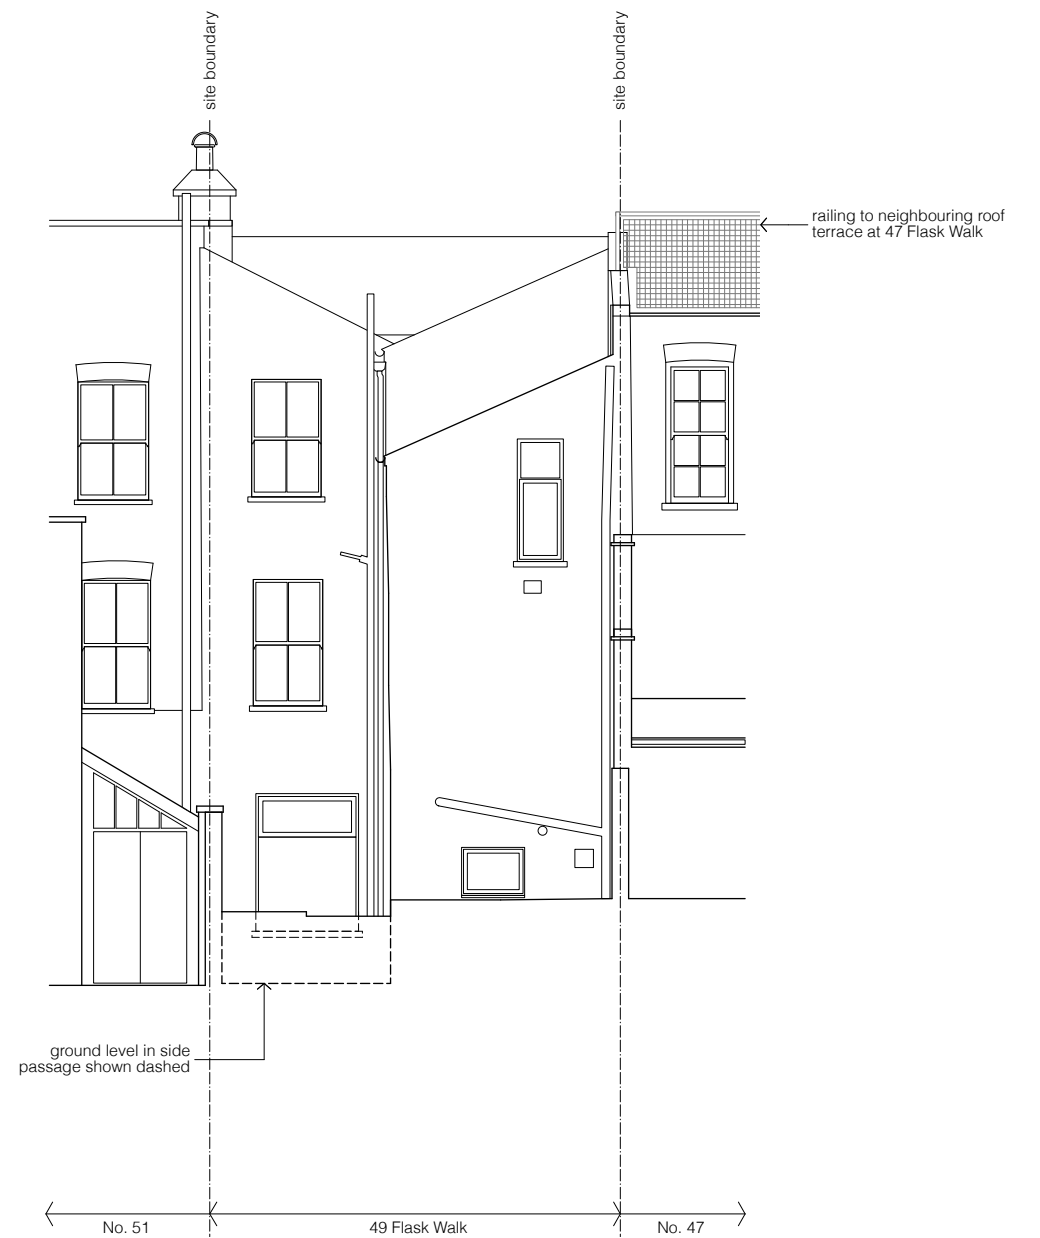 site boundary
site boundary
railing to neighbouring roof
terrace at 47 Flask Walk
ground level in side
passage shown dashed
No. 51
49 Flask Walk
No. 47